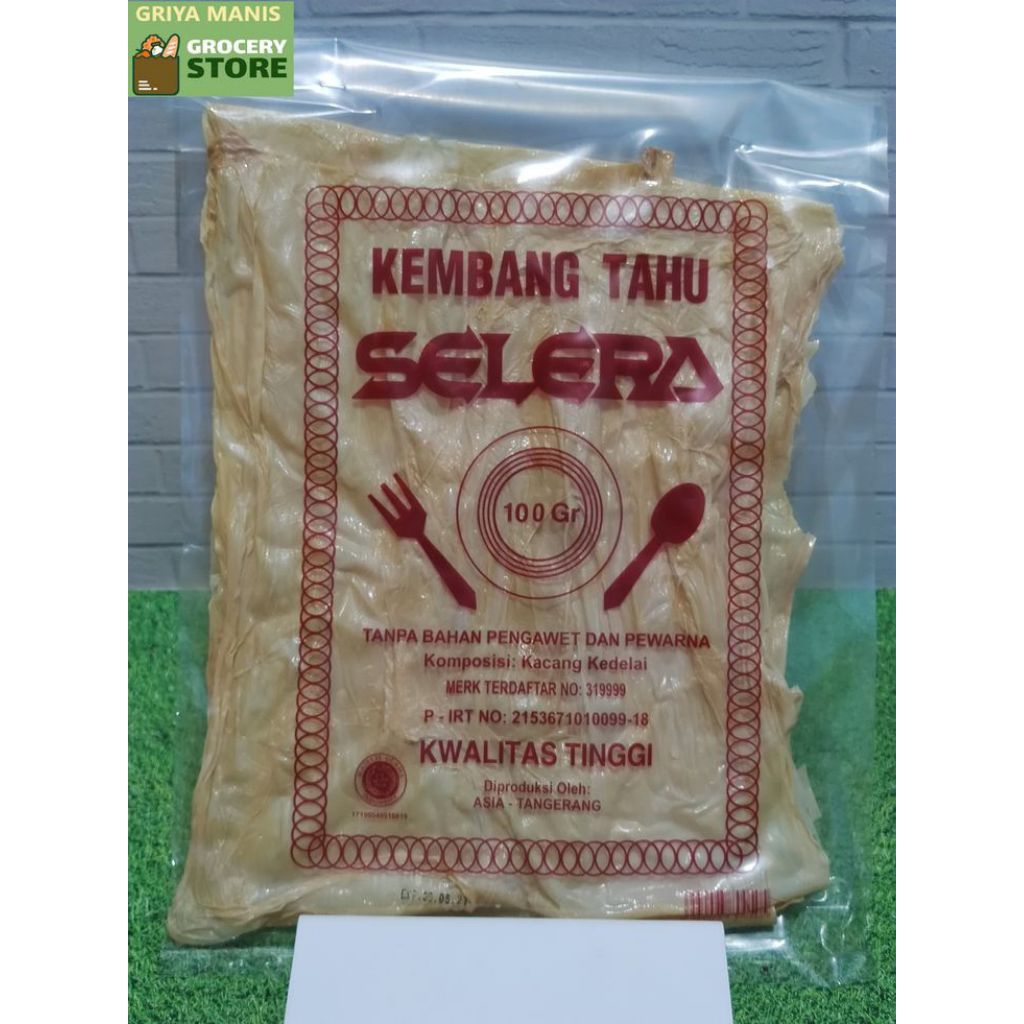 GRIYA MANIS
GROCERY
STORE
KEMBANG TAHU
SELERA
100 Gr
TANPA BAHAN PENGAWET DAN PEWARNA
Komposisi: Kacang Kedelai
MERK TERDAFTAR NO: 319999
P - IRT NO: 2153671010099-18
KWALITAS TINGGI
Diproduksi Oleh:
ASIA - TANGERANG